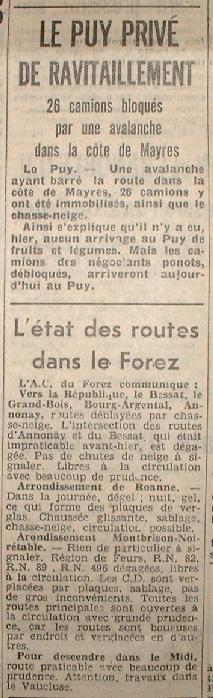 LE PUY PRIVÉ
DE RAVITAILLEMENT
26 camions bloqués
par une avalanche
dans la côte de Mayres
Le Puy. — Une avalanche
ayant barré la route dans la
côte de Mayres, 26 camions y
ont été immobilisés, ainsi que le
chasse-neige.
Ainsi s'explique qu'il n'y a eu,
hier, aucun arrivage au Puy de
fruits et légumes. Mais les ca-
mions des négociants ponots,
débloqués, arriveront aujour-
d'hui au Puy.
L'état des routes
dans le Forez
L'A.C. du Forez communique :
Vers la République, le Bessat, le
Grand-Bois, Bourg-Argental, An-
nonay, routes déblayées par chas-
se-neige. L'intersection des routes
d'Annonay et du Bessat qui était
impraticable avant-hier, est déga-
gée. Pas de chutes de neige à si-
gnaler. Libres à la circulation
avec beaucoup de prudence.
Arrondissement de Roanne. —
Dans la journée, dégel ; nuit, gel,
ce qui forme des plaques de ver-
glas. Chaussée glissante, sablage,
chasse-neige, circulation possible.
Arondissement Montbrison-Noi-
rétable. — Rien de particulier à si-
gnaler. Région de Feurs, R.N. 82,
R.N. 89 , R.N. 496 dégagées, libres
à la circulation. Les C.D. sont ver-
glacées par plaques, sablage, pas
de gros inconvénients. Toutes les
routes principales sont ouvertes à
la circulation avec grande pruden-
ce, car les routes sont boueuses,
par endroit et verglacées en d'au-
tres.
Pour descendre dans le Midi,
route praticable avec beaucoup de
prudence. Attention, travaux dans
le Vaucluse.